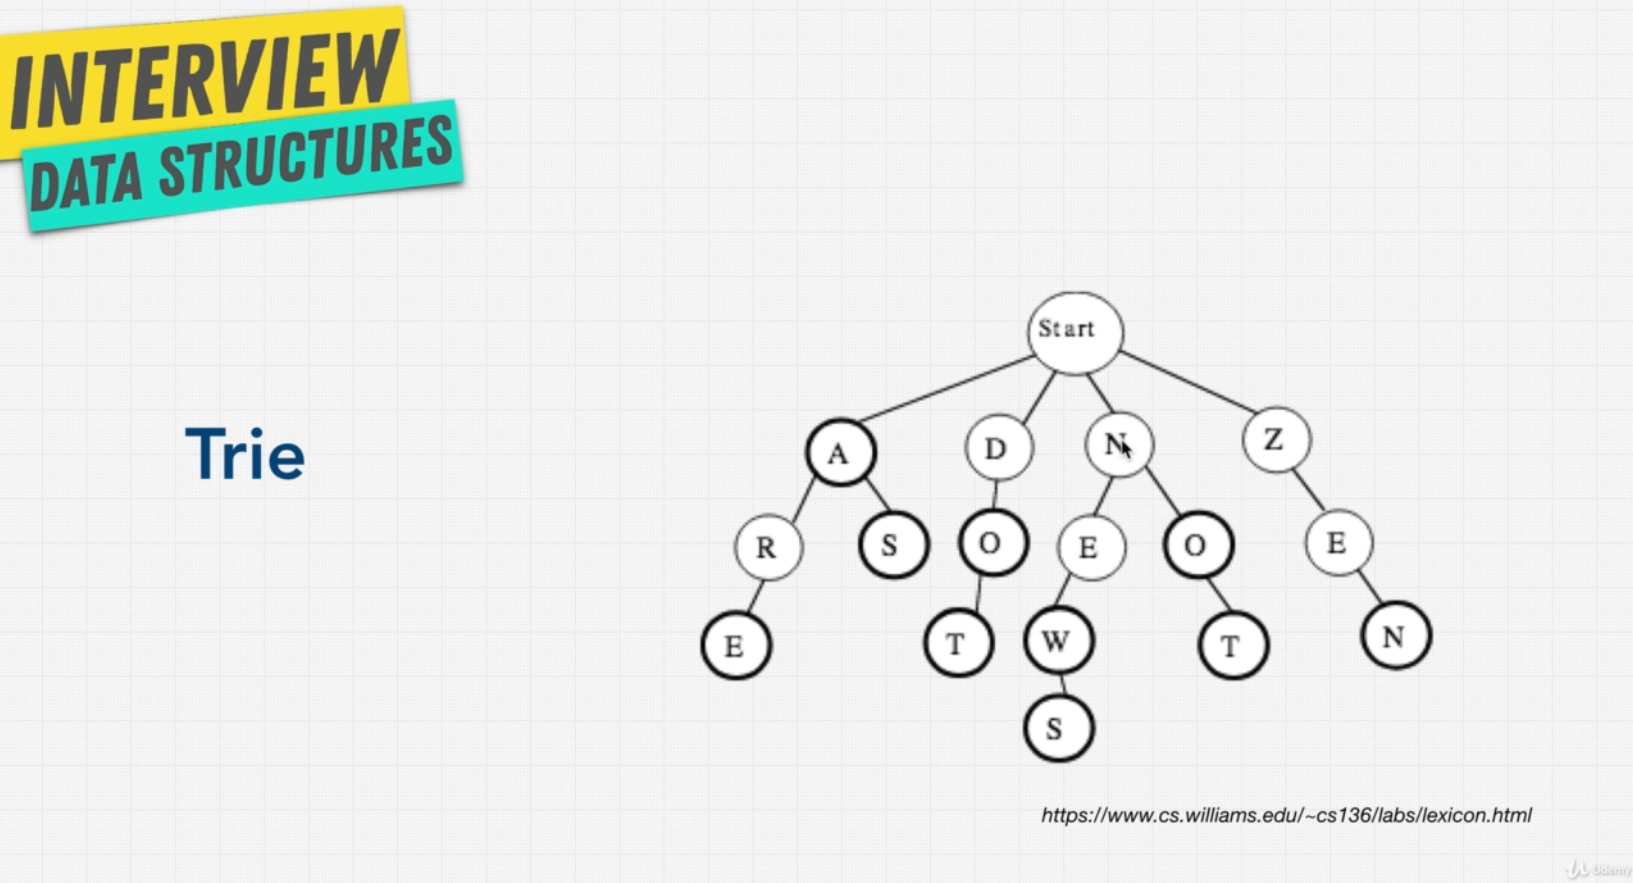 INTERVIEW
DATA STRUCTURES
Start
A D N Z
R S O E O E
E T W T N
S
Trie
https://www.cs.williams.edu/~cs136/labs/lexicon.html
Udemy